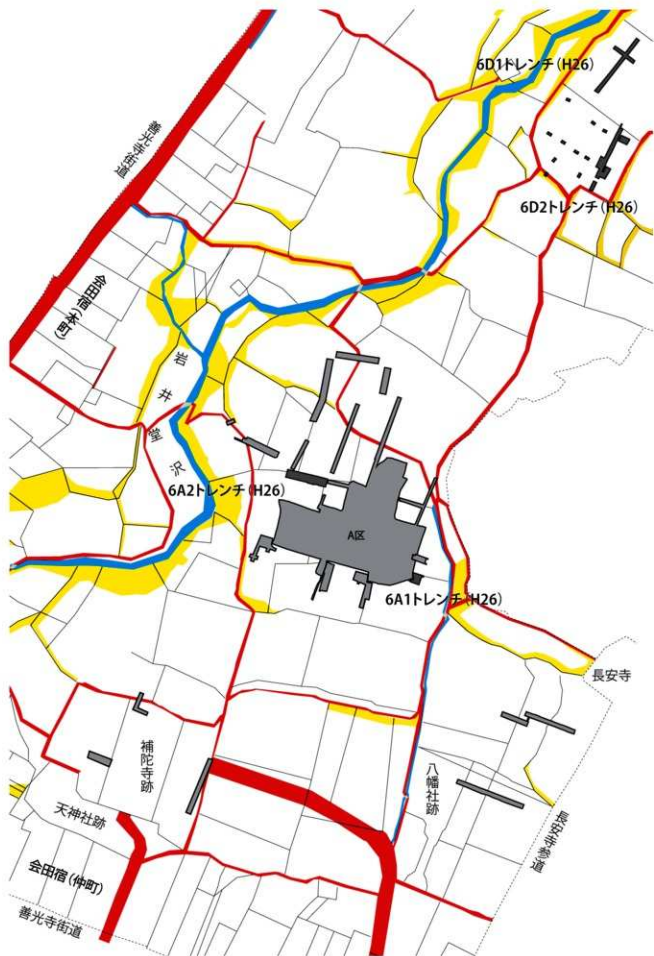 6D1トレンチ(H26)
善光寺街道
6D2トレンチ(H26)
会田宿(本町)
岩井堂沢
6A2トレンチ(H26)
A区
6A1トレンチ(H26)
長安寺
補陀寺跡
八幡社跡
天神社跡
長安寺参道
会田宿(仲町)
善光寺街道